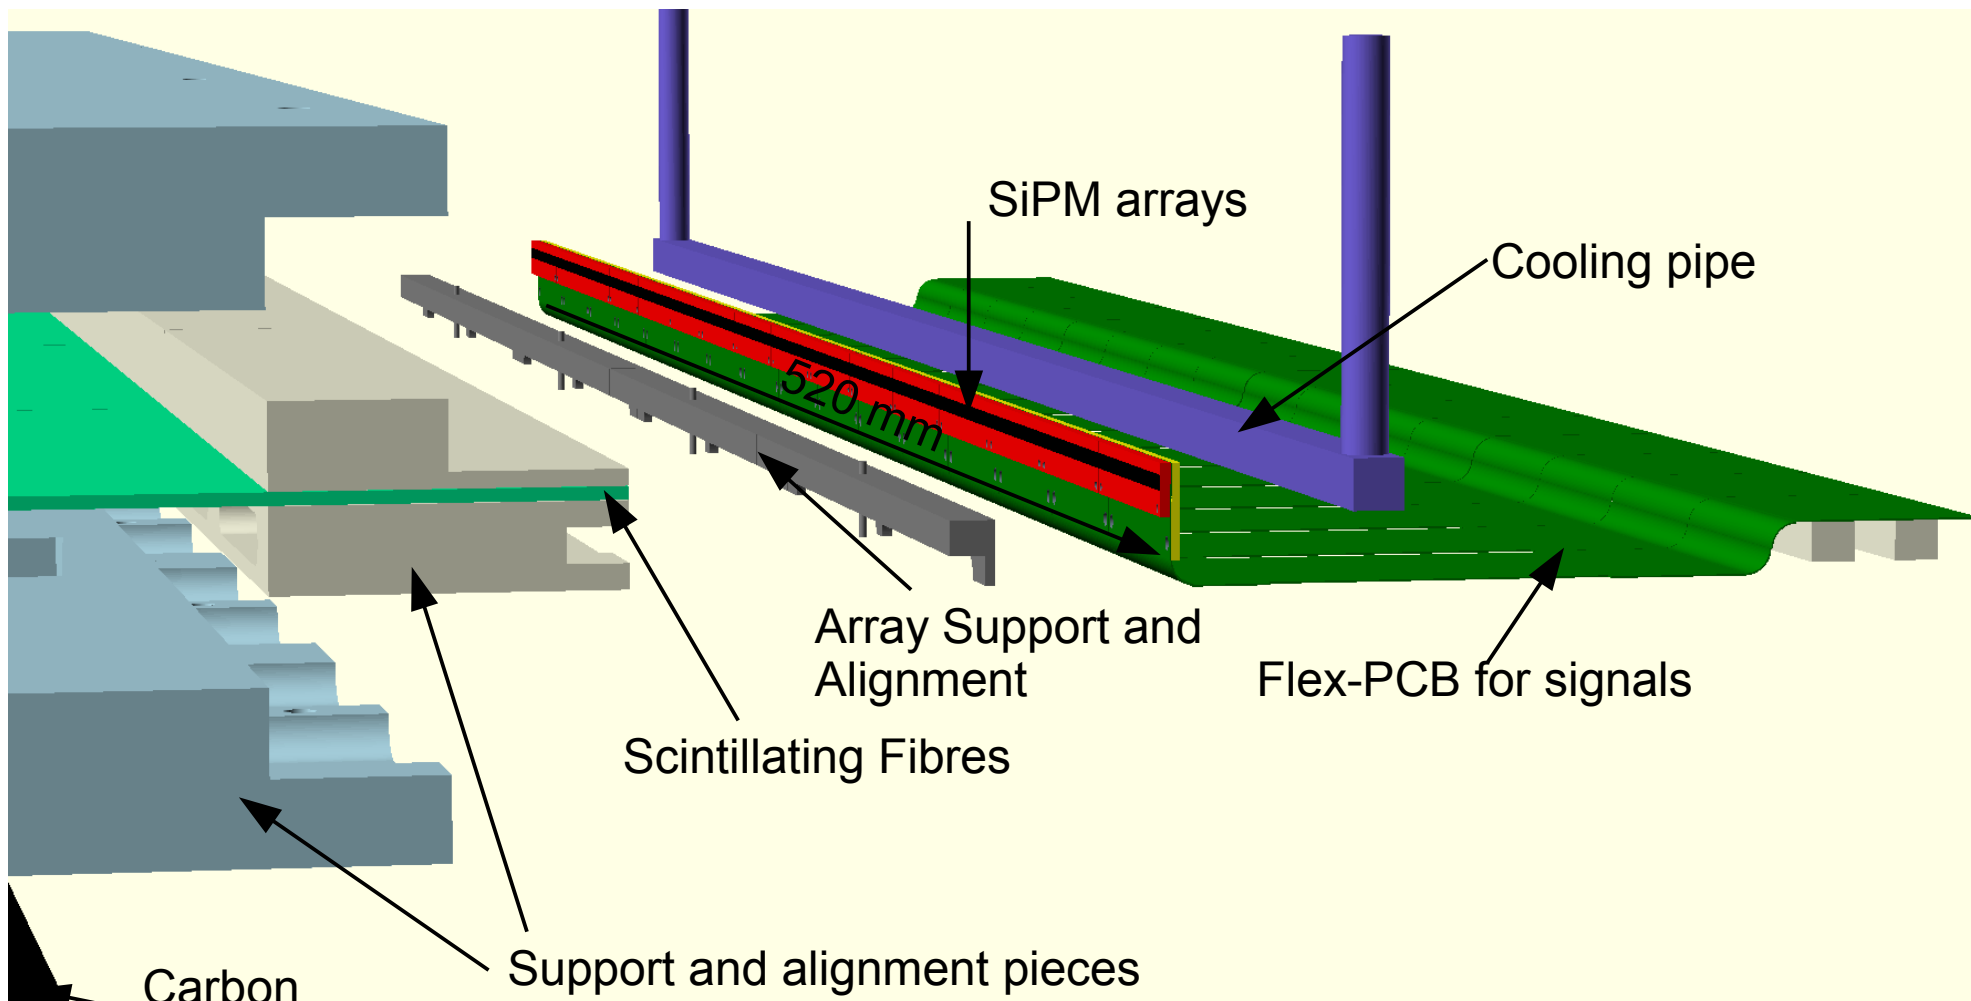 SiPM arrays
Cooling pipe
520 mm
Array Support and
Alignment
Flex-PCB for signals
Scintillating Fibres
Support and alignment pieces
Carbon